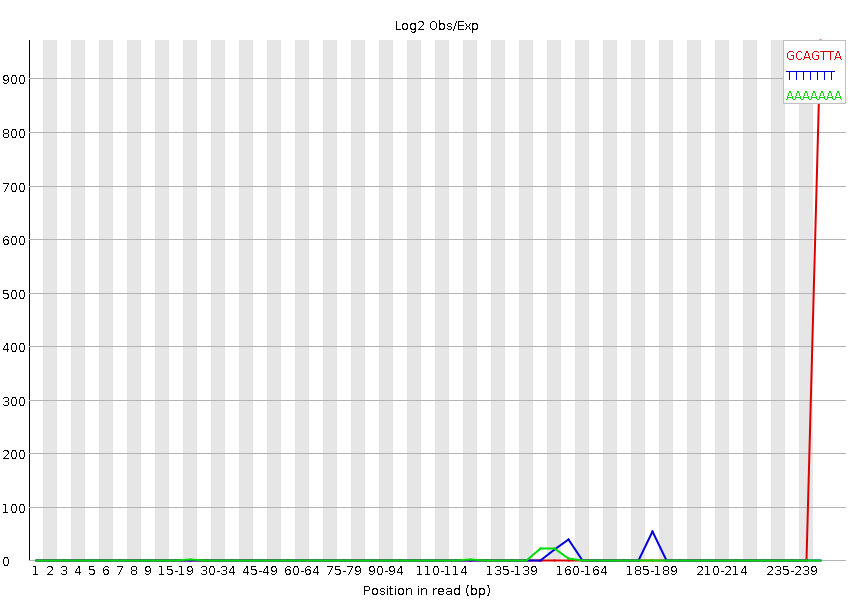 Log2 Obs/Exp
GCAGTTA
TTTTTTT
AAAAAAA
900
800
700
600
500
400
300
200
100
0
1 2 3 4 5 6 7 8 9 15-19 30-34 45-49 60-64 75-79 90-94 110-114 135-139 160-164 185-189 210-214 235-239
Position in read (bp)